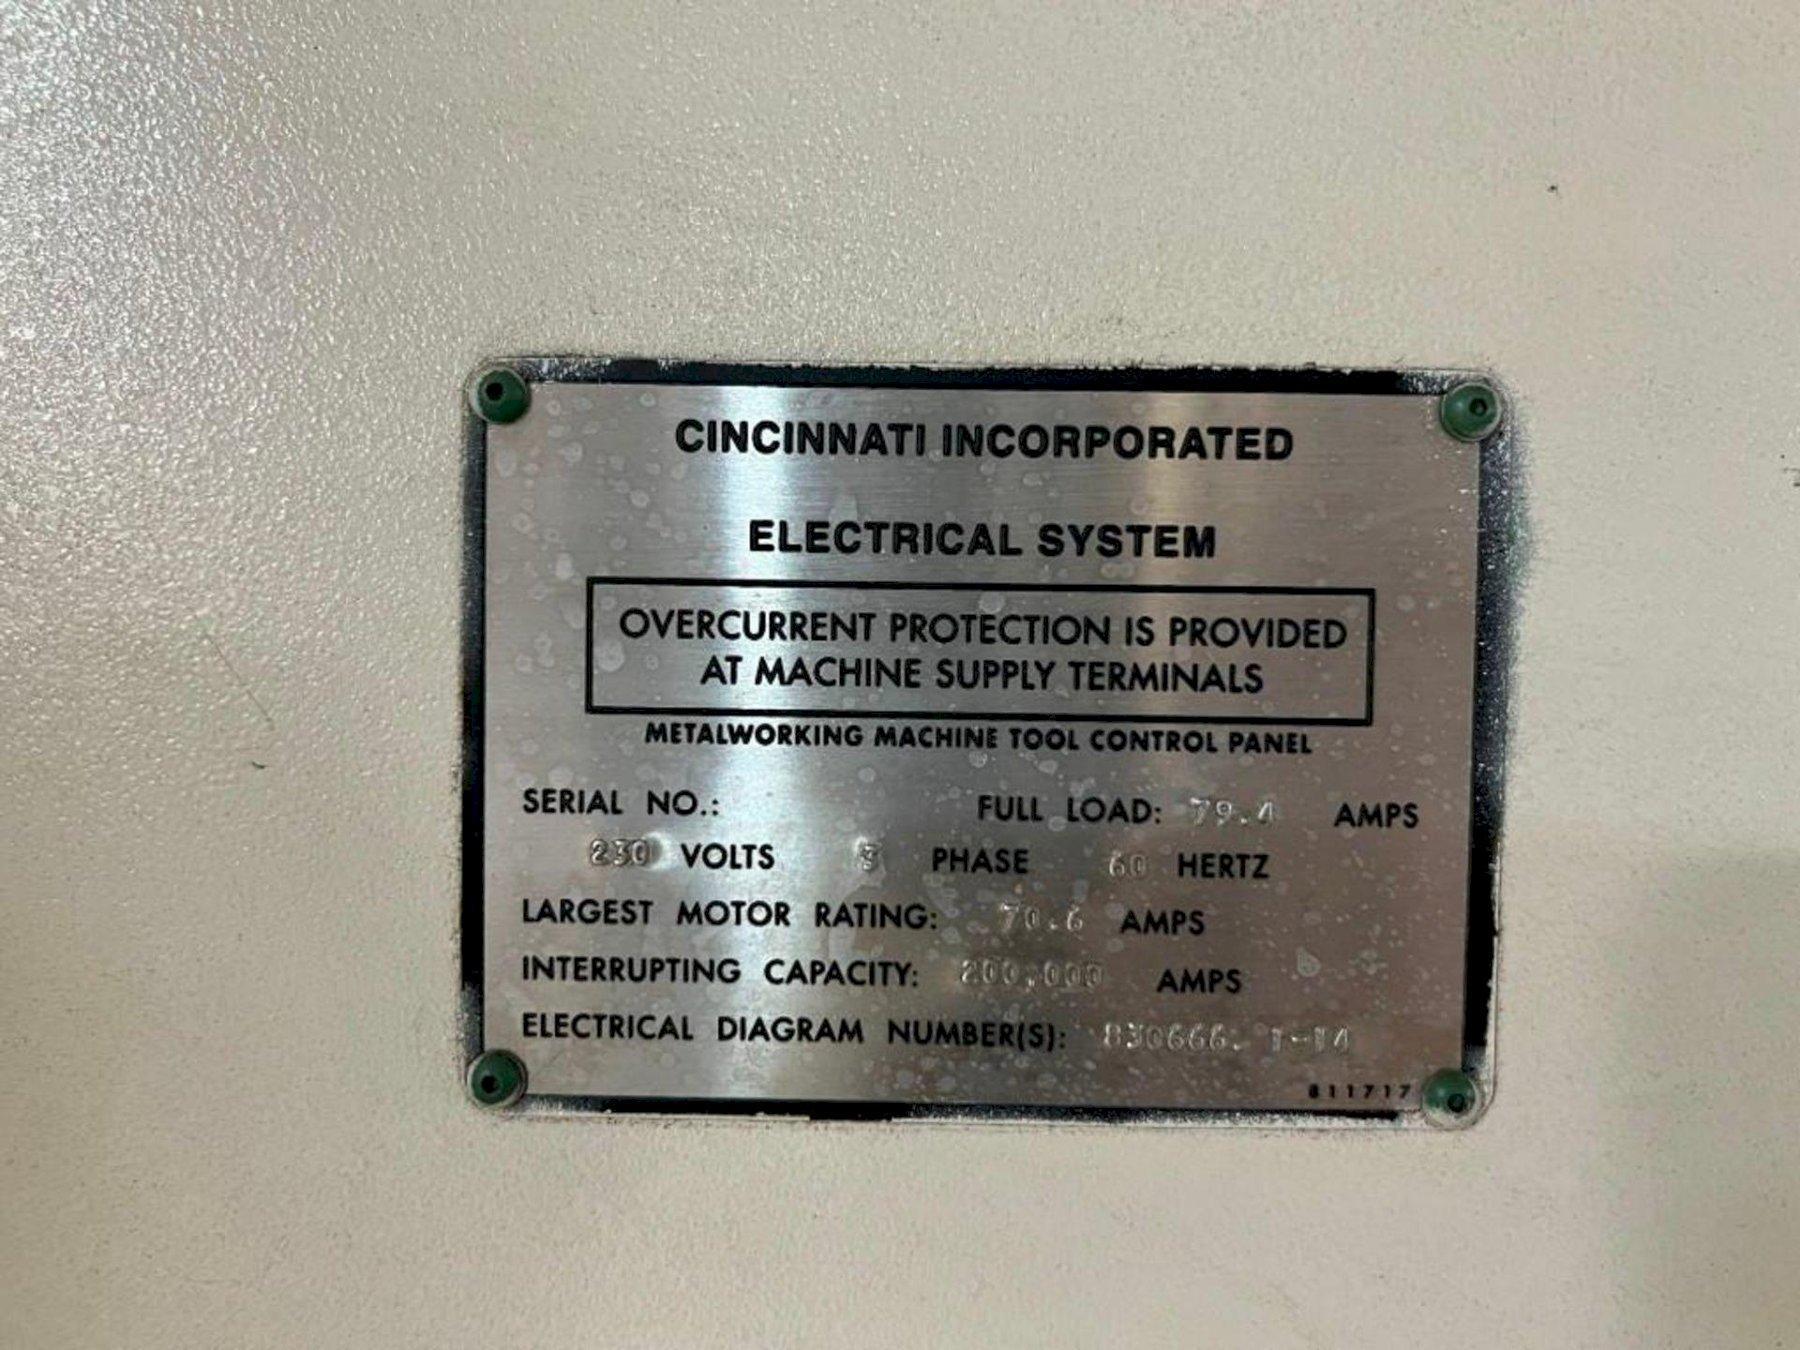 CINCINNATI INCORPORATED
ELECTRICAL SYSTEM
OVERCURRENT PROTECTION IS PROVIDED
AT MACHINE SUPPLY TERMINALS
METALWORKING MACHINE TOOL CONTROL PANEL
SERIAL NO.: FULL LOAD: 79.4 AMPS
230 VOLTS 3 PHASE 60 HERTZ
LARGEST MOTOR RATING: 70.6 AMPS
INTERRUPTING CAPACITY: 200,000 AMPS
ELECTRICAL DIAGRAM NUMBER(S): 830666. 1-14
811717